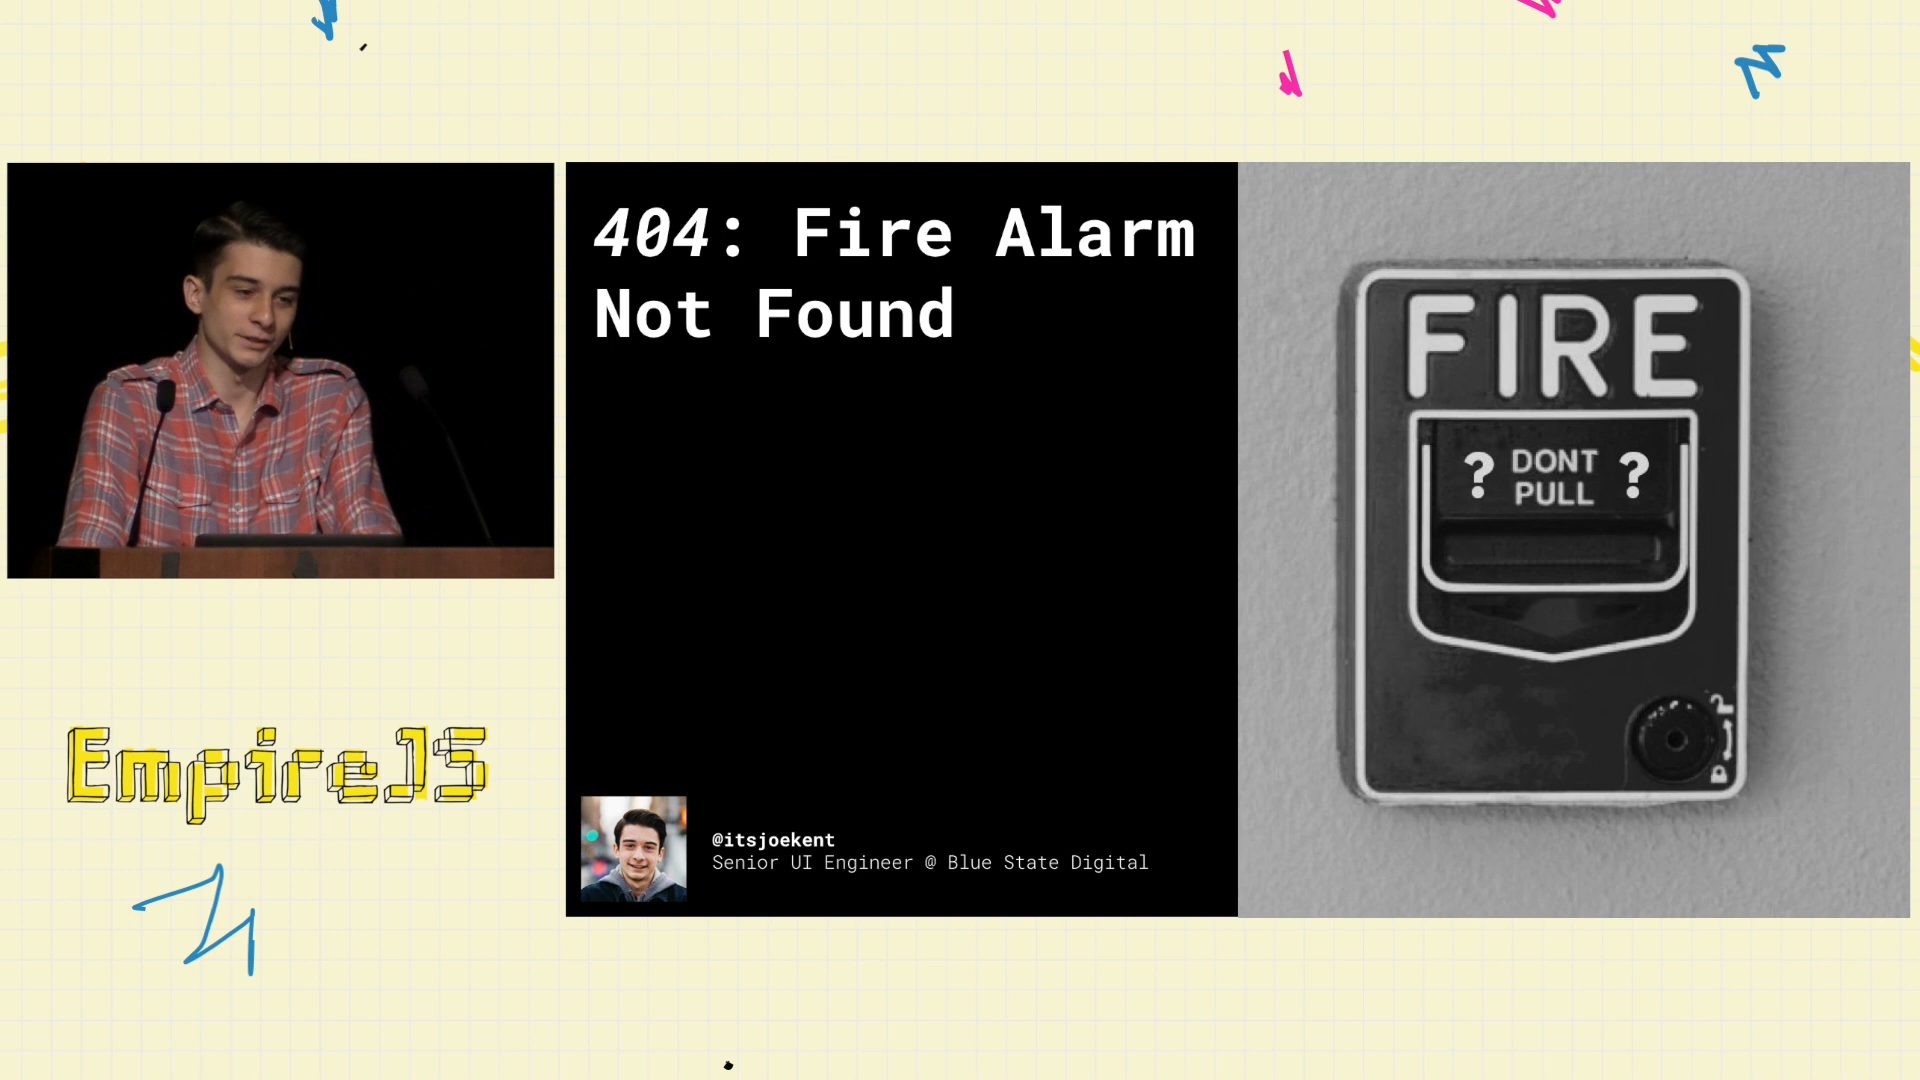 404: Fire Alarm
Not Found
FIRE
? DONT ?
PULL
EmpireJS
@itsjoekent
Senior UI Engineer @ Blue State Digital